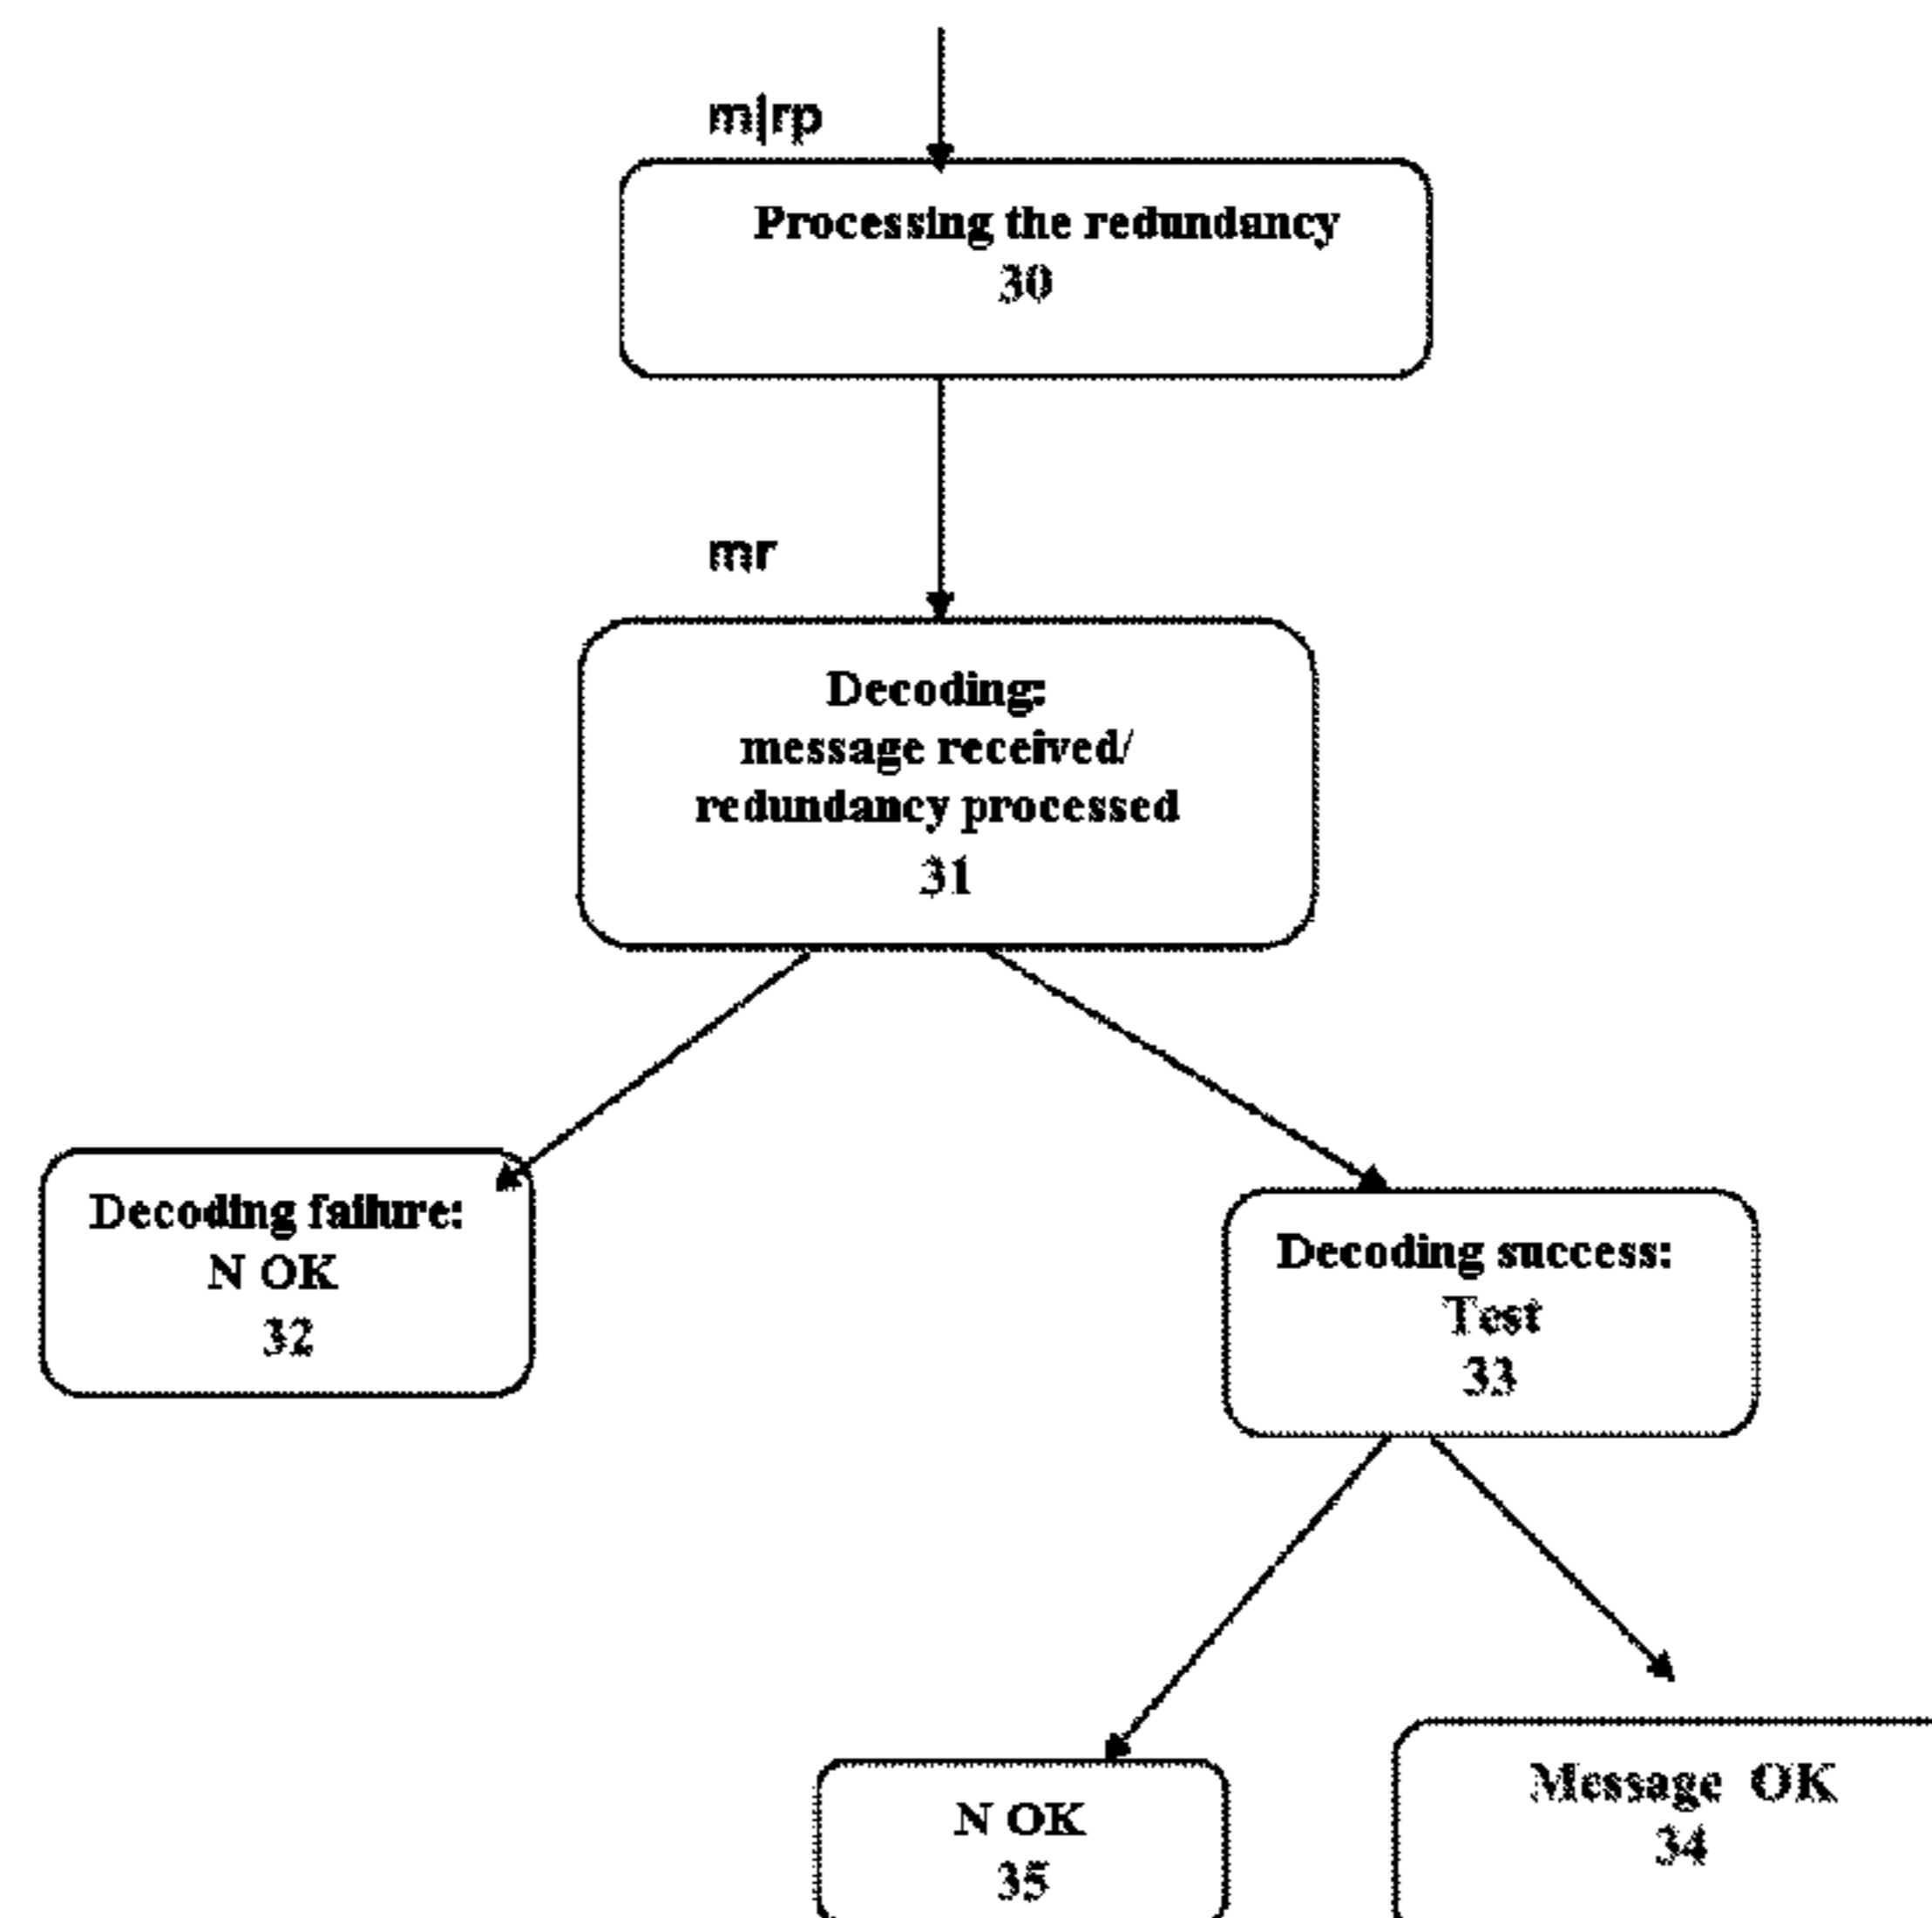 m|rp
Processing the redundancy
30
mr
Decoding:
message received/
redundancy processed
31
Decoding failure:
N OK
32
Decoding success:
Test
33
Message OK
34
N OK
35